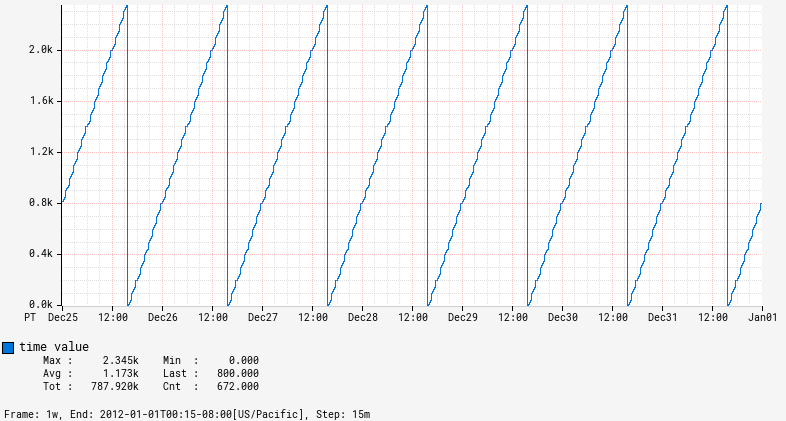 2.0k
1.6k
1.2k
0.8k
0.4k
0.0k
PT Dec25 12:00 Dec26 12:00 Dec27 12:00 Dec28 12:00 Dec29 12:00 Dec30 12:00 Dec31 12:00 Jan01
time value
Max : 2.345k Min : 0.000
Avg : 1.173k Last : 800.000
Tot : 787.920k Cnt : 672.000
Frame: 1w, End: 2012-01-01T00:15-08:00[US/Pacific], Step: 15m